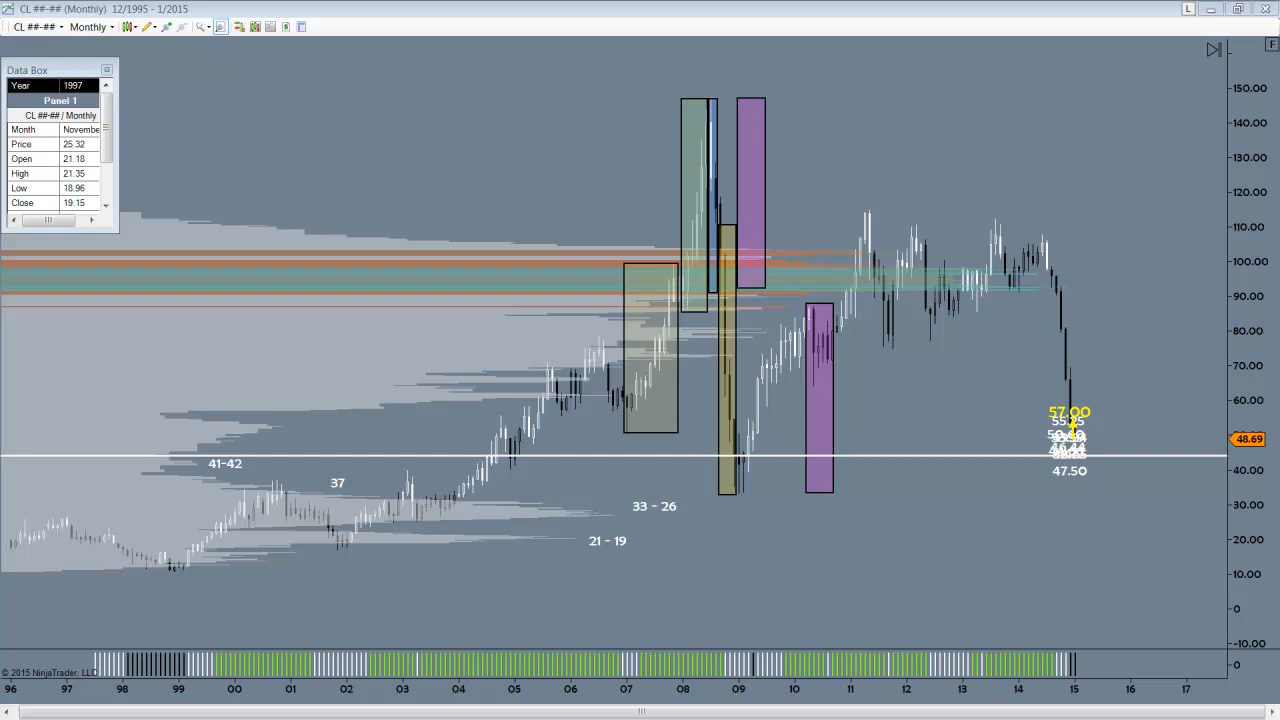 CL ##-## (Monthly) 12/1995 - 1/2015
L
CL ##-## Monthly
F
Data Box
Year 1997
Panel 1
CL ##-## / Monthly
Month Novembe
Price 25.32
Open 21.18
High 21.35
Low 18.96
Close 19.15
150.00
140.00
130.00
120.00
110.00
100.00
90.00
80.00
70.00
60.00
57.00
48.69
41-42
40.00
47.50
37
30.00
33 - 26
20.00
21 - 19
10.00
0
-10.00
0
© 2015 NinjaTrader, LLC
96 97 98 99 00 01 02 03 04 05 06 07 08 09 10 11 12 13 14 15 16 17